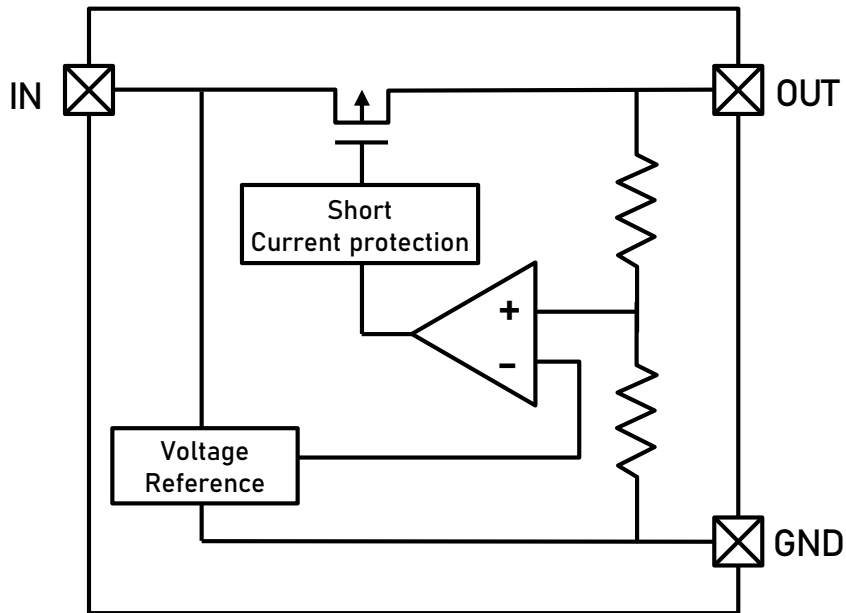 IN
OUT
Short
Current protection
+
–
Voltage
Reference
GND